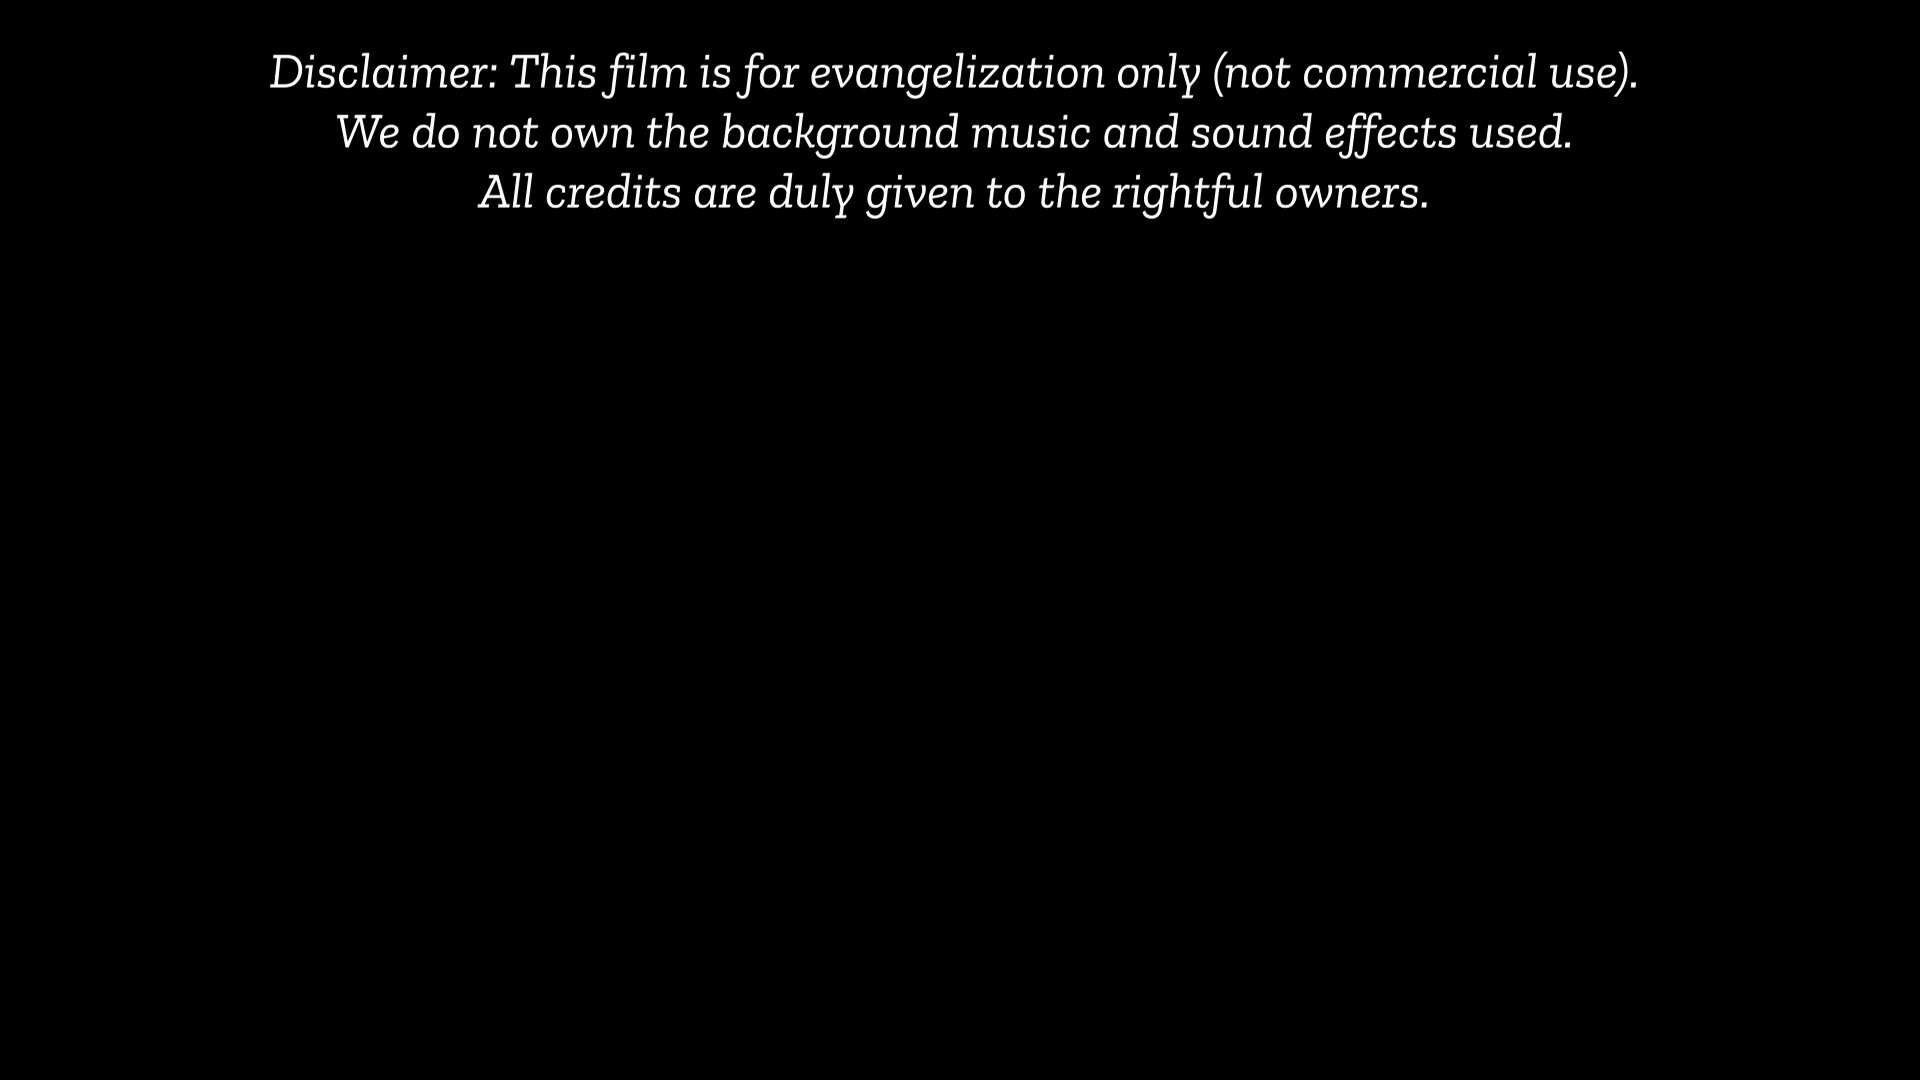 Disclaimer: This film is for evangelization only (not commercial use).
We do not own the background music and sound effects used.
All credits are duly given to the rightful owners.